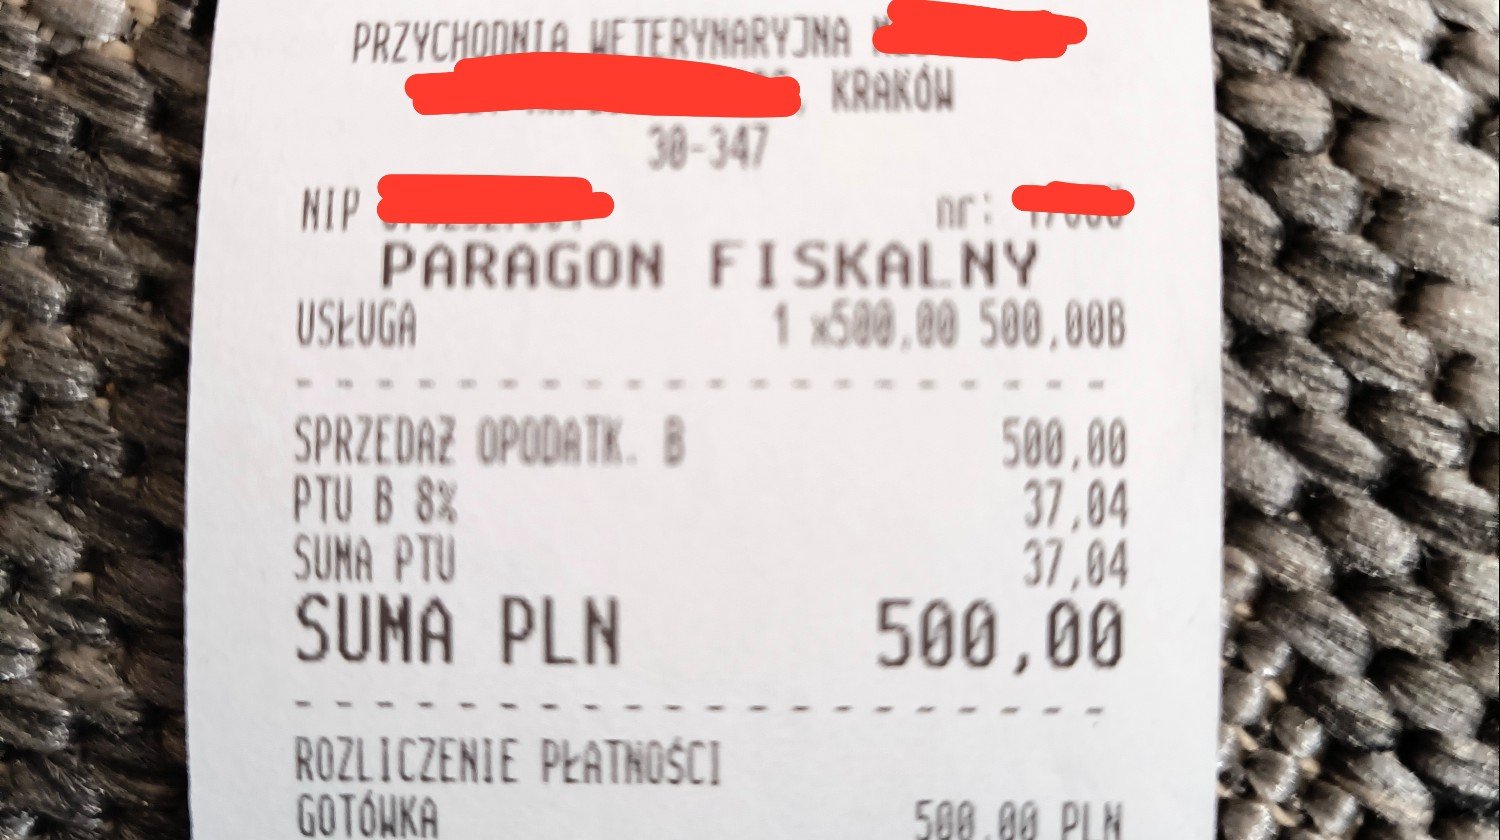 PRZYCHODNIA WETERYNARYJNA
KRAKÓW
30-347
NIP nr:
PARAGON FISKALNY
USŁUGA 1 x500,00 500,00B
SPRZEDAŻ OPODATK. B 500,00
PTU B 8% 37,04
SUMA PTU 37,04
SUMA PLN 500,00
ROZLICZENIE PŁATNOŚCI
GOTÓWKA 500,00 PLN